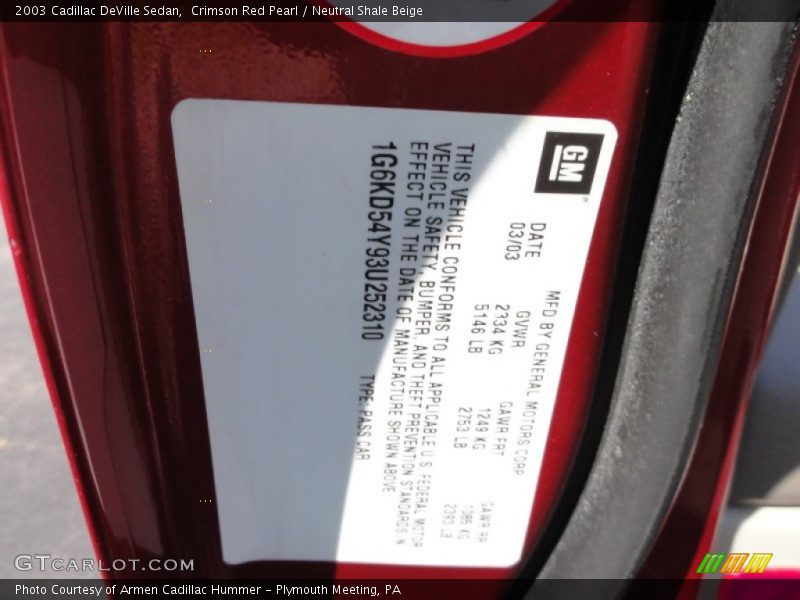 2003 Cadillac DeVille Sedan,  Crimson Red Pearl / Neutral Shale Beige
GM
MFD BY GENERAL MOTORS CORP
DATE GVWR GAWR FRT GAWR RR
03/03 2334 KG 1249 KG 1085 KG
5146 LB 2753 LB 2393 LB
THIS VEHICLE CONFORMS TO ALL APPLICABLE U.S. FEDERAL MOTOR
VEHICLE SAFETY, BUMPER, AND THEFT PREVENTION STANDARDS IN
EFFECT ON THE DATE OF MANUFACTURE SHOWN ABOVE
1G6KD54Y93U252310 TYPE: PASS CAR
GTCarLot.com
Photo Courtesy of Armen Cadillac Hummer - Plymouth Meeting, PA